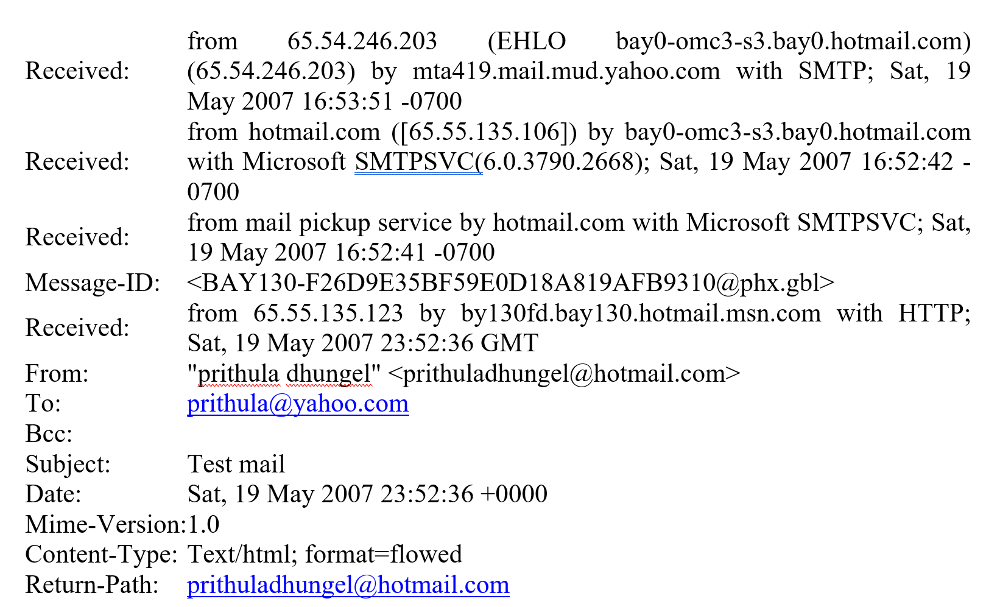 Received: from 65.54.246.203 (EHLO bay0-omc3-s3.bay0.hotmail.com)
(65.54.246.203) by mta419.mail.mud.yahoo.com with SMTP; Sat, 19
May 2007 16:53:51 -0700
Received: from hotmail.com ([65.55.135.106]) by bay0-omc3-s3.bay0.hotmail.com
with Microsoft SMTPSVC(6.0.3790.2668); Sat, 19 May 2007 16:52:42 -
0700
Received: from mail pickup service by hotmail.com with Microsoft SMTPSVC; Sat,
19 May 2007 16:52:41 -0700
Message-ID: <BAY130-F26D9E35BF59E0D18A819AFB9310@phx.gbl>
Received: from 65.55.135.123 by by130fd.bay130.hotmail.msn.com with HTTP;
Sat, 19 May 2007 23:52:36 GMT
From: "prithula dhungel" <prithuladhungel@hotmail.com>
To: prithula@yahoo.com
Bcc:
Subject: Test mail
Date: Sat, 19 May 2007 23:52:36 +0000
Mime-Version:1.0
Content-Type: Text/html; format=flowed
Return-Path: prithuladhungel@hotmail.com